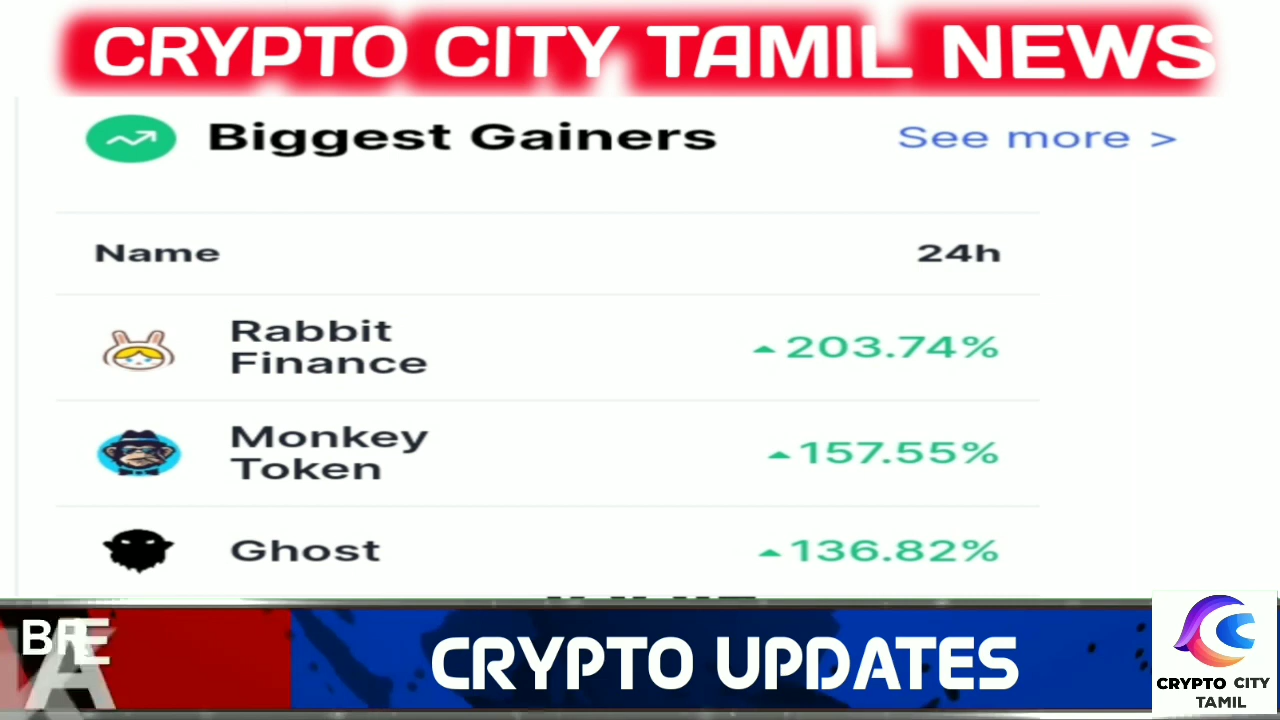 CRYPTO CITY TAMIL NEWS
Biggest Gainers See more >
Name 24h
Rabbit
Finance 203.74%
Monkey
Token 157.55%
Ghost 136.82%
CRYPTO UPDATES
CRYPTO CITY
TAMIL